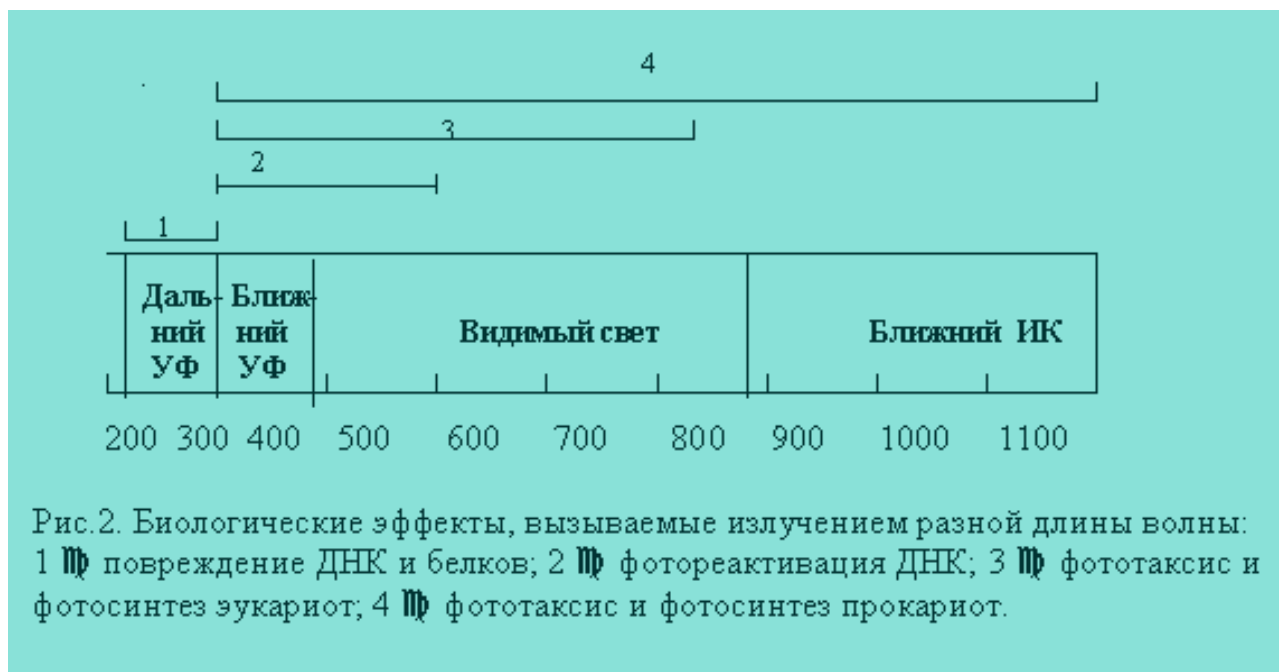 4
3
2
1
Даль- Ближ-
ний ний Видимый свет Ближний ИК
УФ УФ
200 300 400 500 600 700 800 900 1000 1100
Рис.2. Биологические эффекты, вызываемые излучением разной длины волны:
1 ♍ повреждение ДНК и белков; 2 ♍ фотореактивация ДНК; 3 ♍ фототаксис и
фотосинтез эукариот; 4 ♍ фототаксис и фотосинтез прокариот.